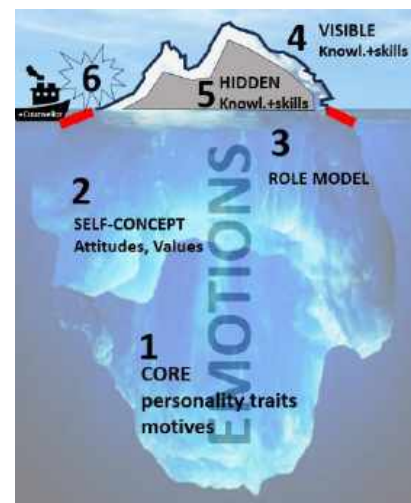 4 VISIBLE
Knowl.+skills
6
5 HIDDEN
Knowl.+skills
eCounsellor
3
ROLE MODEL
2
SELF-CONCEPT
Attitudes, Values
EMOTIONS
1
CORE
personality traits
motives